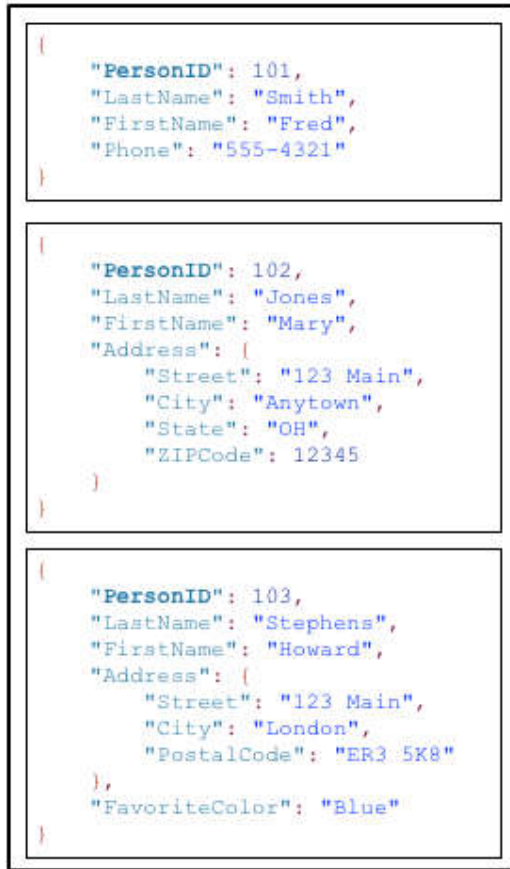 {
"PersonID": 101,
"LastName": "Smith",
"FirstName": "Fred",
"Phone": "555-4321"
}
{
"PersonID": 102,
"LastName": "Jones",
"FirstName": "Mary",
"Address": {
"Street": "123 Main",
"City": "Anytown",
"State": "OH",
"ZIPCode": 12345
}
}
{
"PersonID": 103,
"LastName": "Stephens",
"FirstName": "Howard",
"Address": {
"Street": "123 Main",
"City": "London",
"PostalCode": "ER3 5K8"
},
"FavoriteColor": "Blue"
}